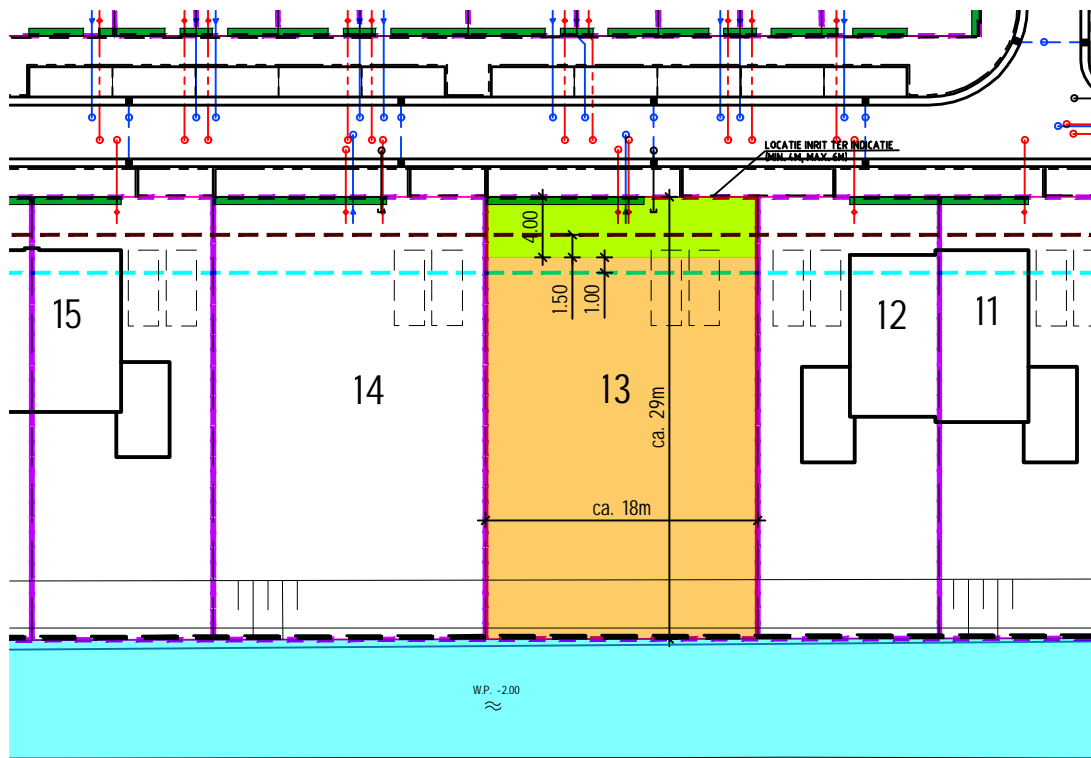 LOCATIE INRIT TER INDICATIE
(MIN. 4M, MAX. 6M)
4.00
1.50
1.00
15
14
13
12
11
ca. 29m
ca. 18m
W.P. -2.00